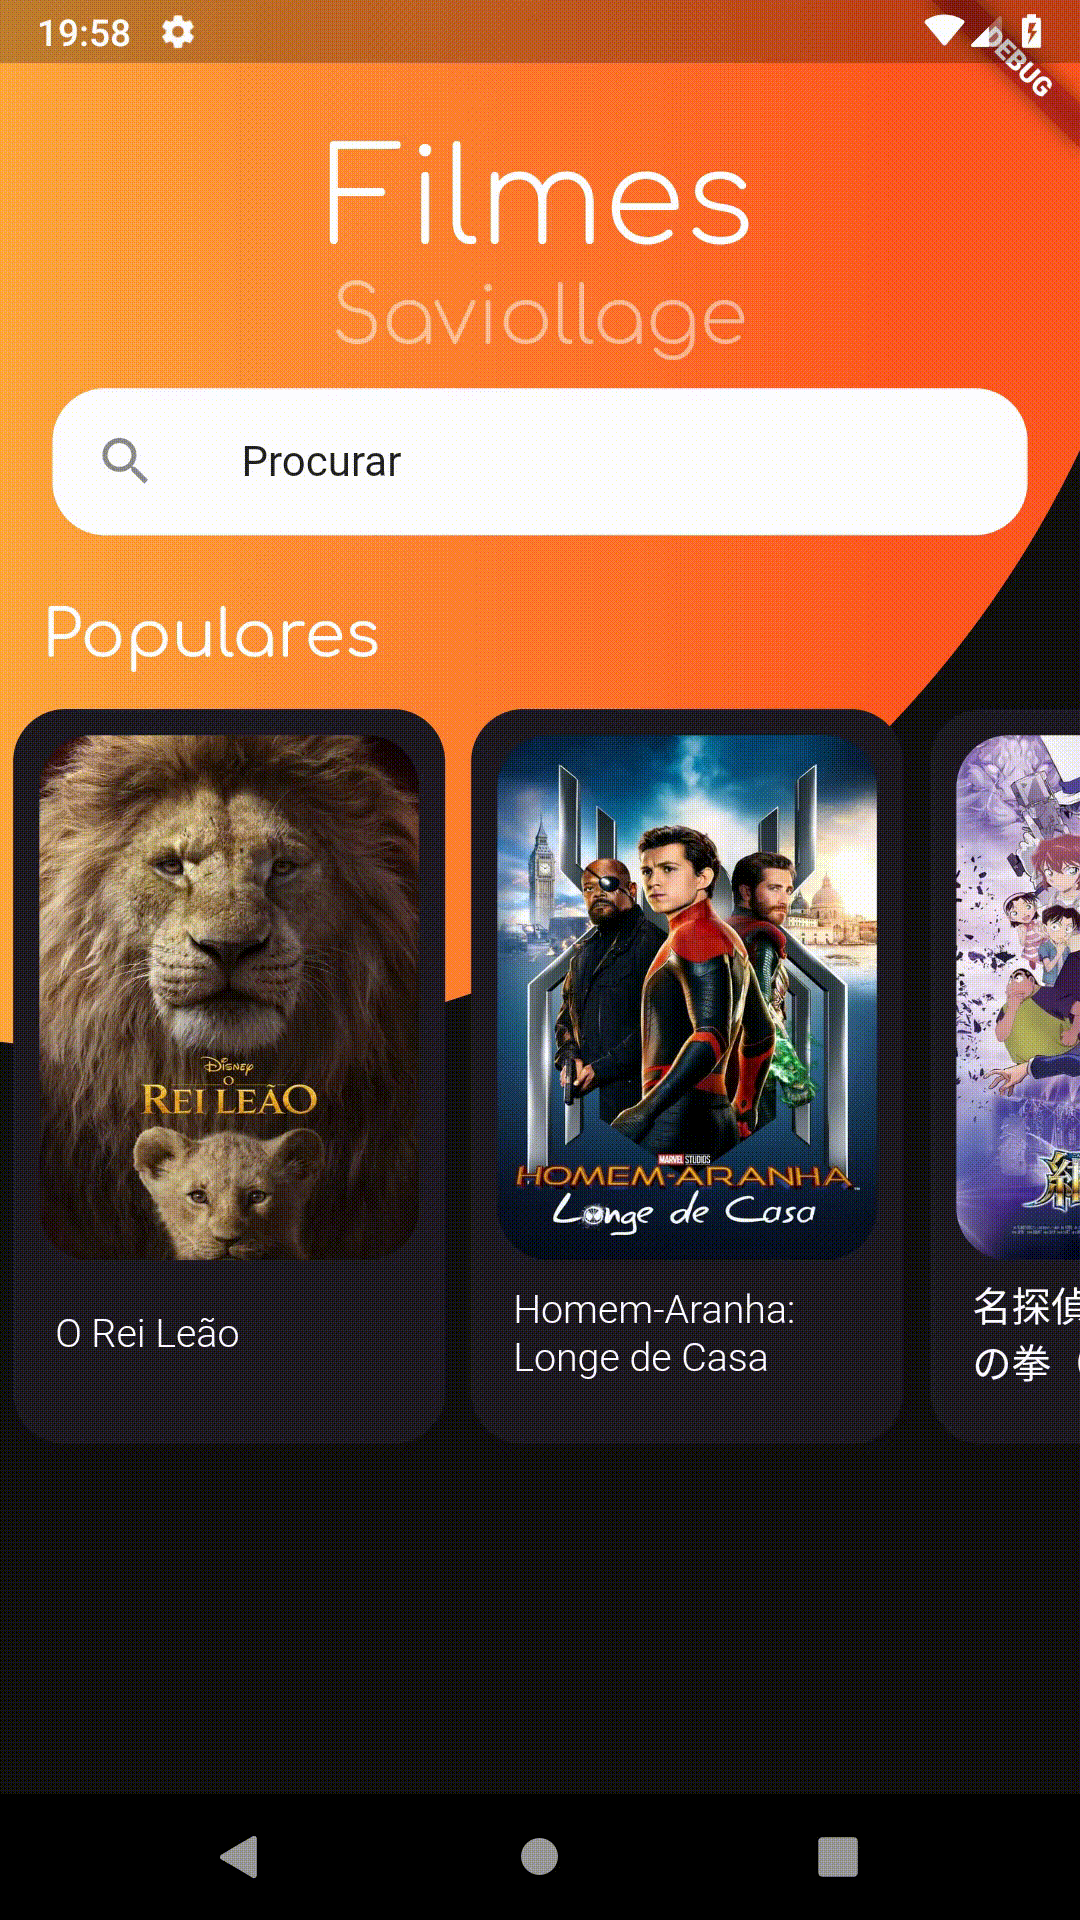 19:58
DEBUG
Filmes
Saviollage
Procurar
Populares
Disney
O
REI LEÃO
MARVEL STUDIOS
HOMEM-ARANHA
Longe de Casa
O Rei Leão
Homem-Aranha:
Longe de Casa
名探偵
の拳